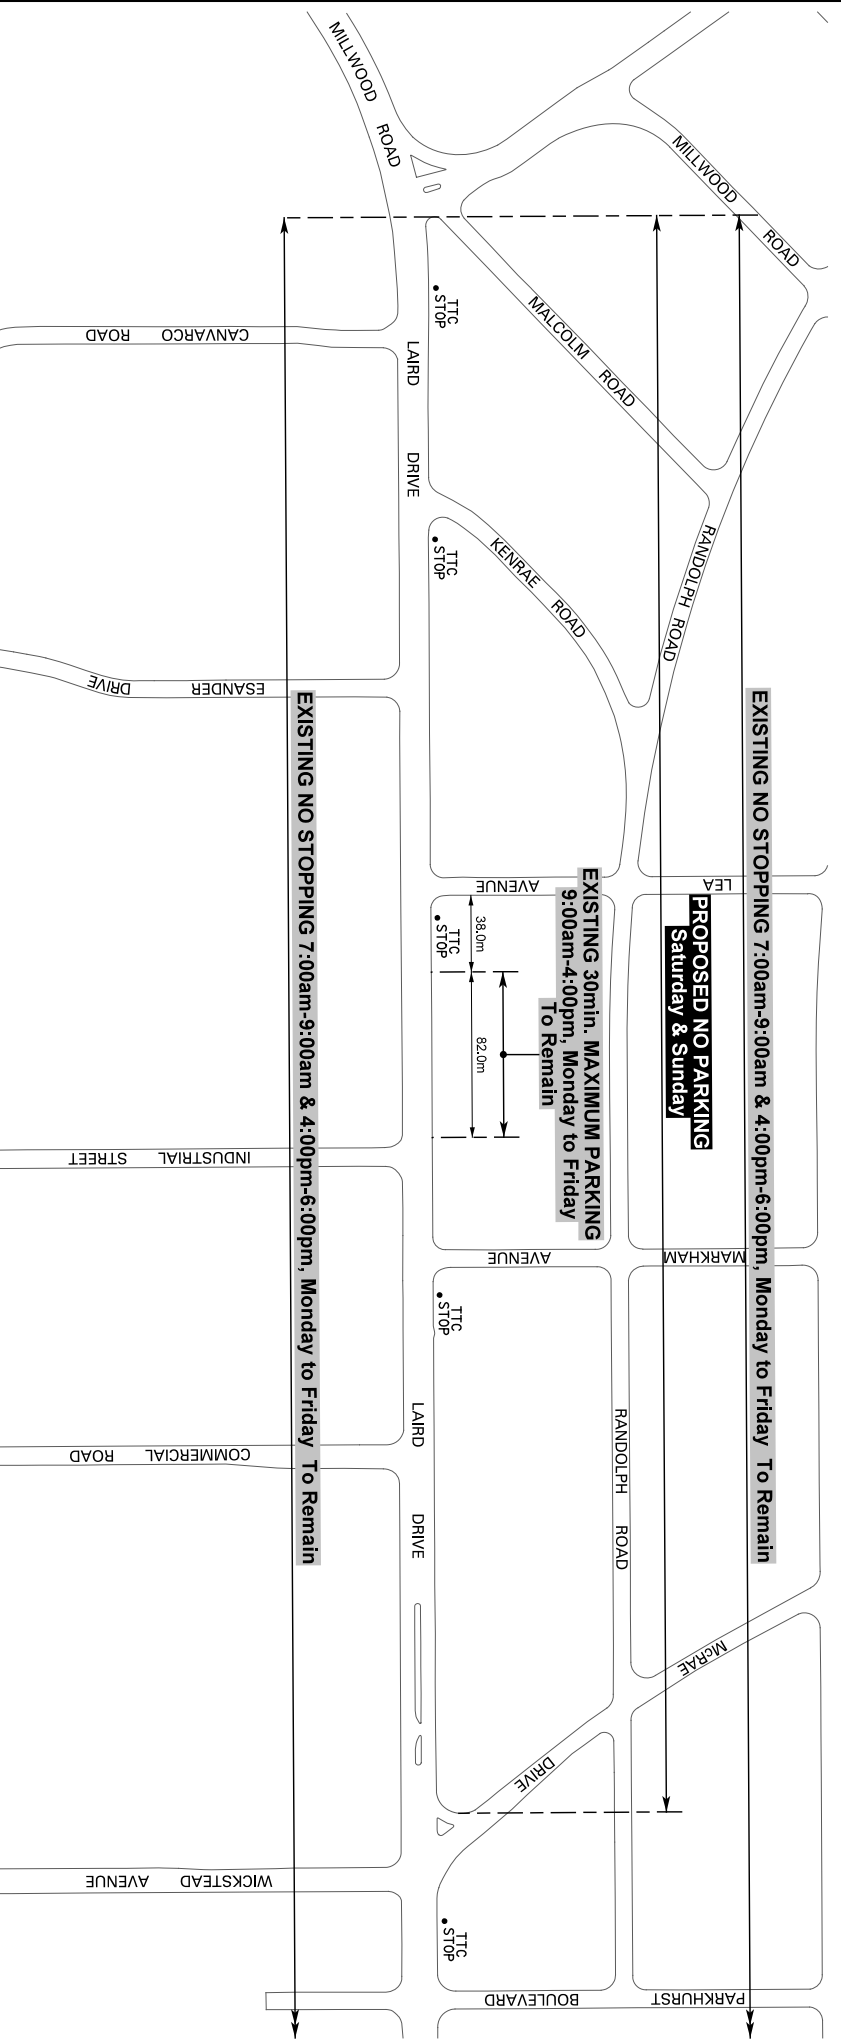 MILLWOOD ROAD
MILLWOOD ROAD
MALCOLM ROAD
TTC
STOP
CANVARCO ROAD
LAIRD DRIVE
RANDOLPH ROAD
KENRAE ROAD
TTC
STOP
ESANDER DRIVE
EXISTING NO STOPPING 7:00am-9:00am & 4:00pm-6:00pm, Monday to Friday To Remain
EXISTING NO STOPPING 7:00am-9:00am & 4:00pm-6:00pm, Monday to Friday To Remain
LEA AVENUE
PROPOSED NO PARKING
Saturday & Sunday
EXISTING 30min. MAXIMUM PARKING
9:00am-4:00pm, Monday to Friday
To Remain
TTC
STOP
38.0m
82.0m
INDUSTRIAL STREET
MARKHAM AVENUE
TTC
STOP
LAIRD DRIVE
RANDOLPH ROAD
COMMERCIAL ROAD
McRAE DRIVE
WICKSTEAD AVENUE
TTC
STOP
PARKHURST BOULEVARD